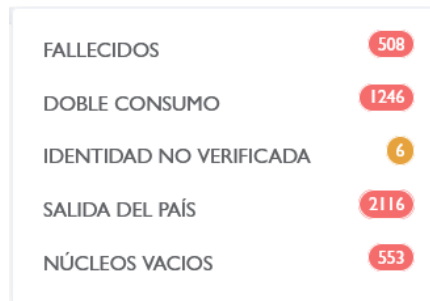 FALLECIDOS 508
DOBLE CONSUMO 1246
IDENTIDAD NO VERIFICADA 6
SALIDA DEL PAÍS 2116
NÚCLEOS VACIOS 553